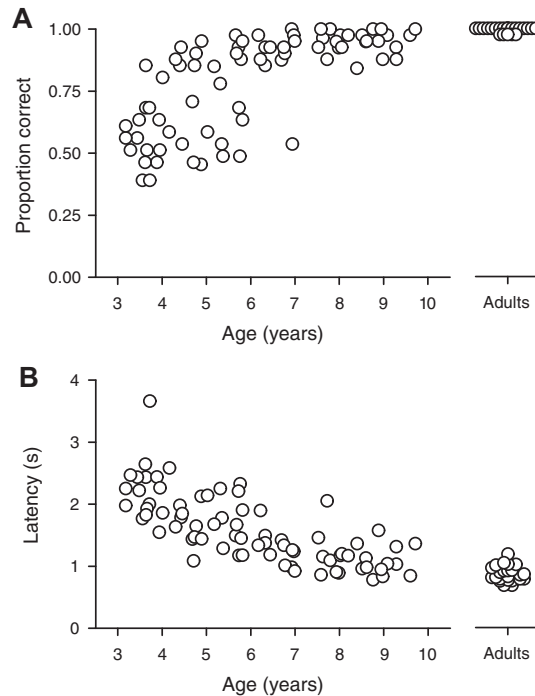 A
1.00
0.75
0.50
0.25
0.00
Proportion correct
3 4 5 6 7 8 9 10 Adults
Age (years)
B
4
3
2
1
0
Latency (s)
3 4 5 6 7 8 9 10 Adults
Age (years)